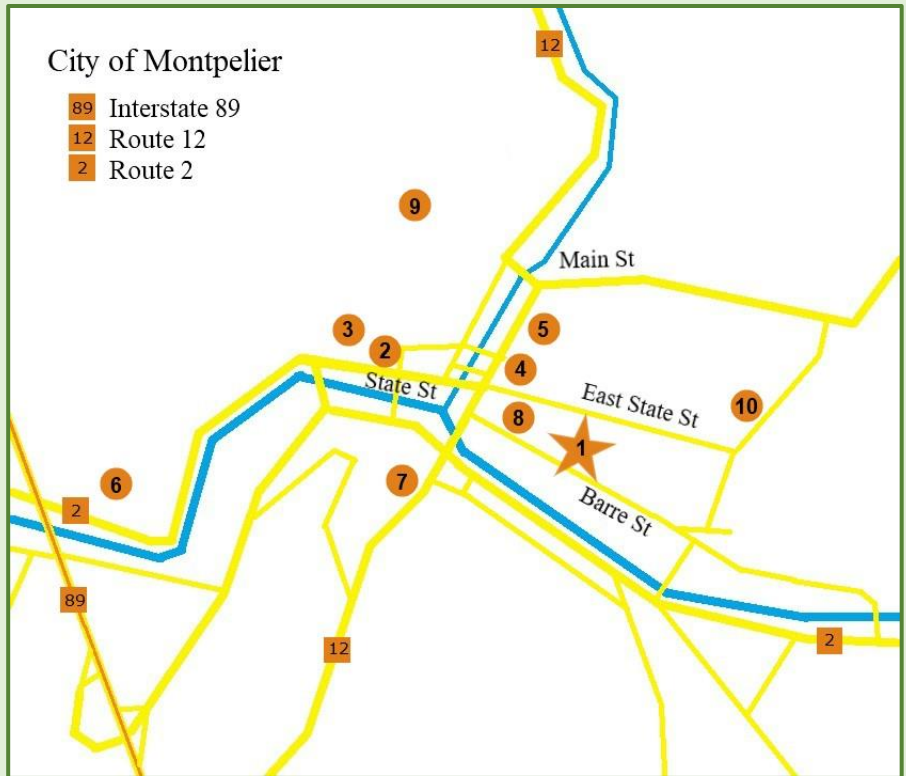 City of Montpelier
89 Interstate 89
12 Route 12
2 Route 2
12
9
Main St
3
5
2
4
State St
East State St
10
8
1
7
6
2
Barre St
89
12
2